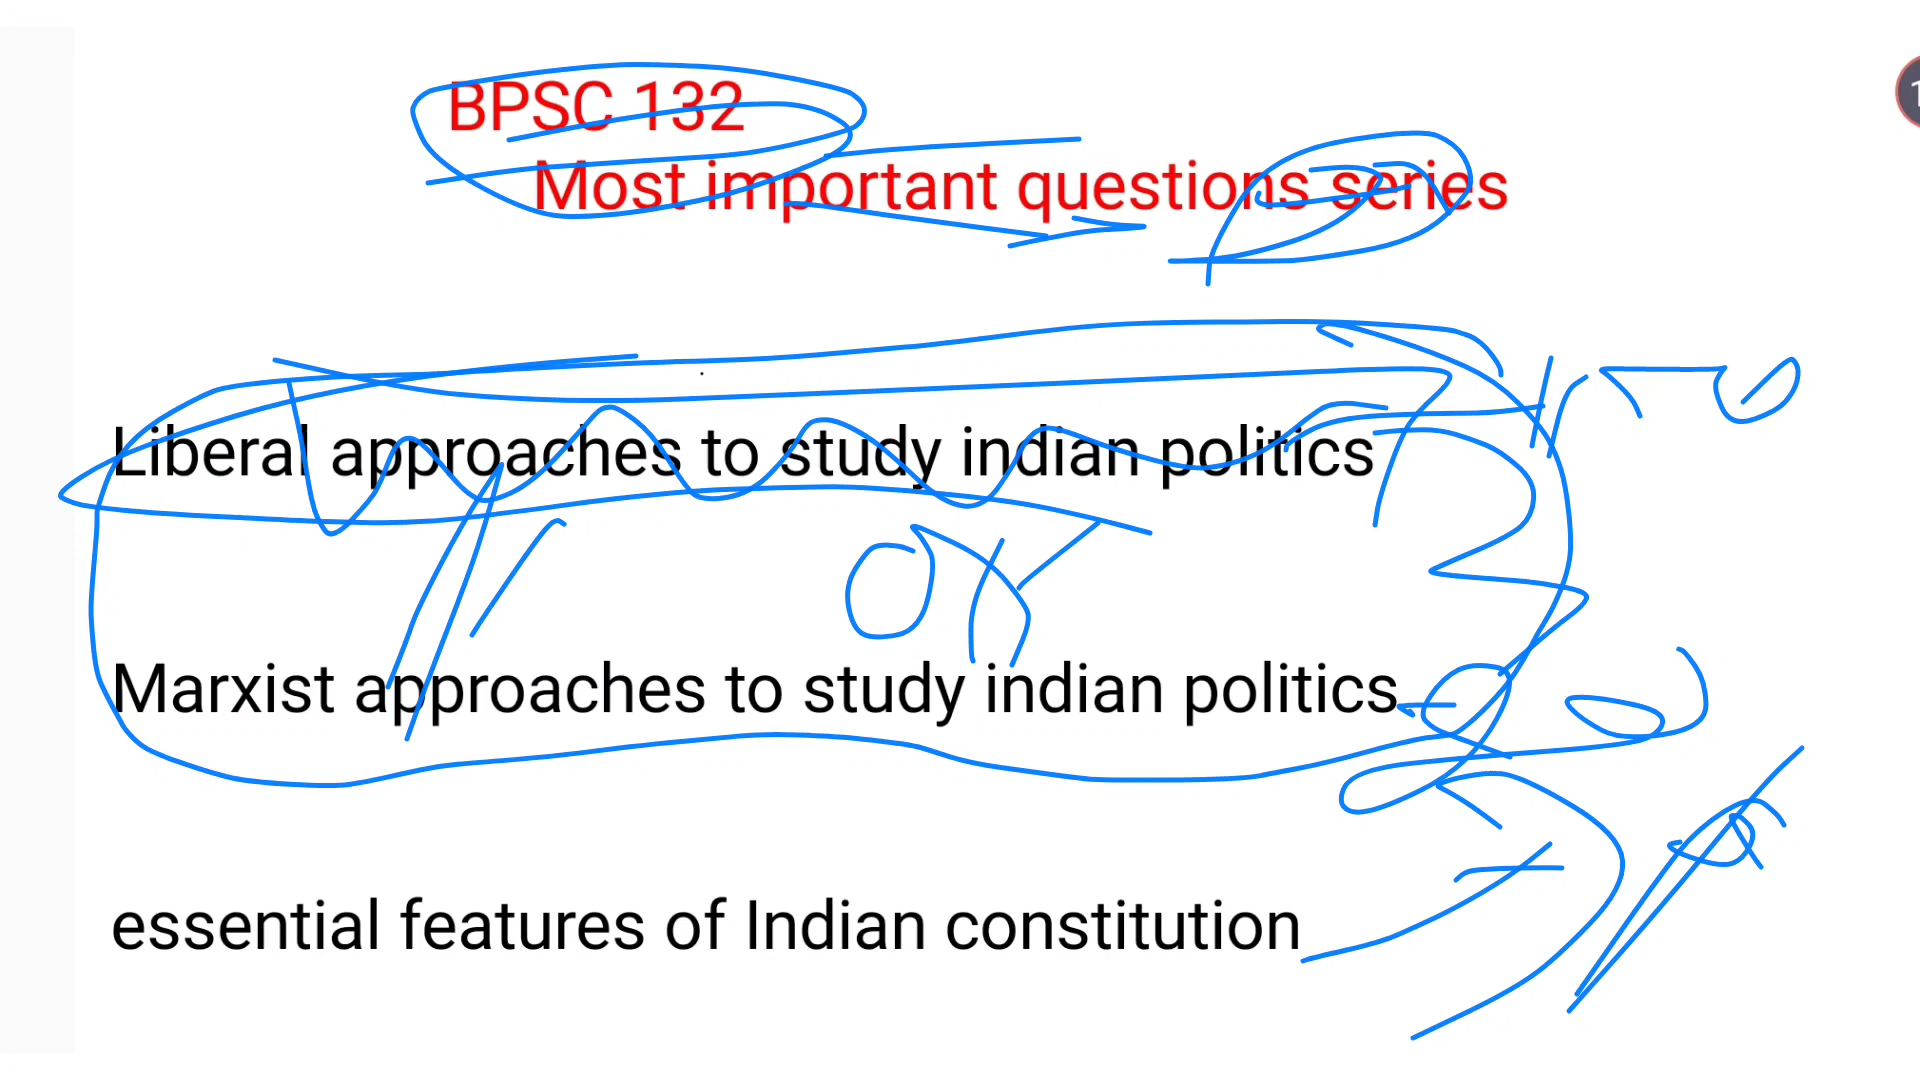 BPSC 132
Most important questions series
Liberal approaches to study indian politics
or
Marxist approaches to study indian politics
essential features of Indian constitution